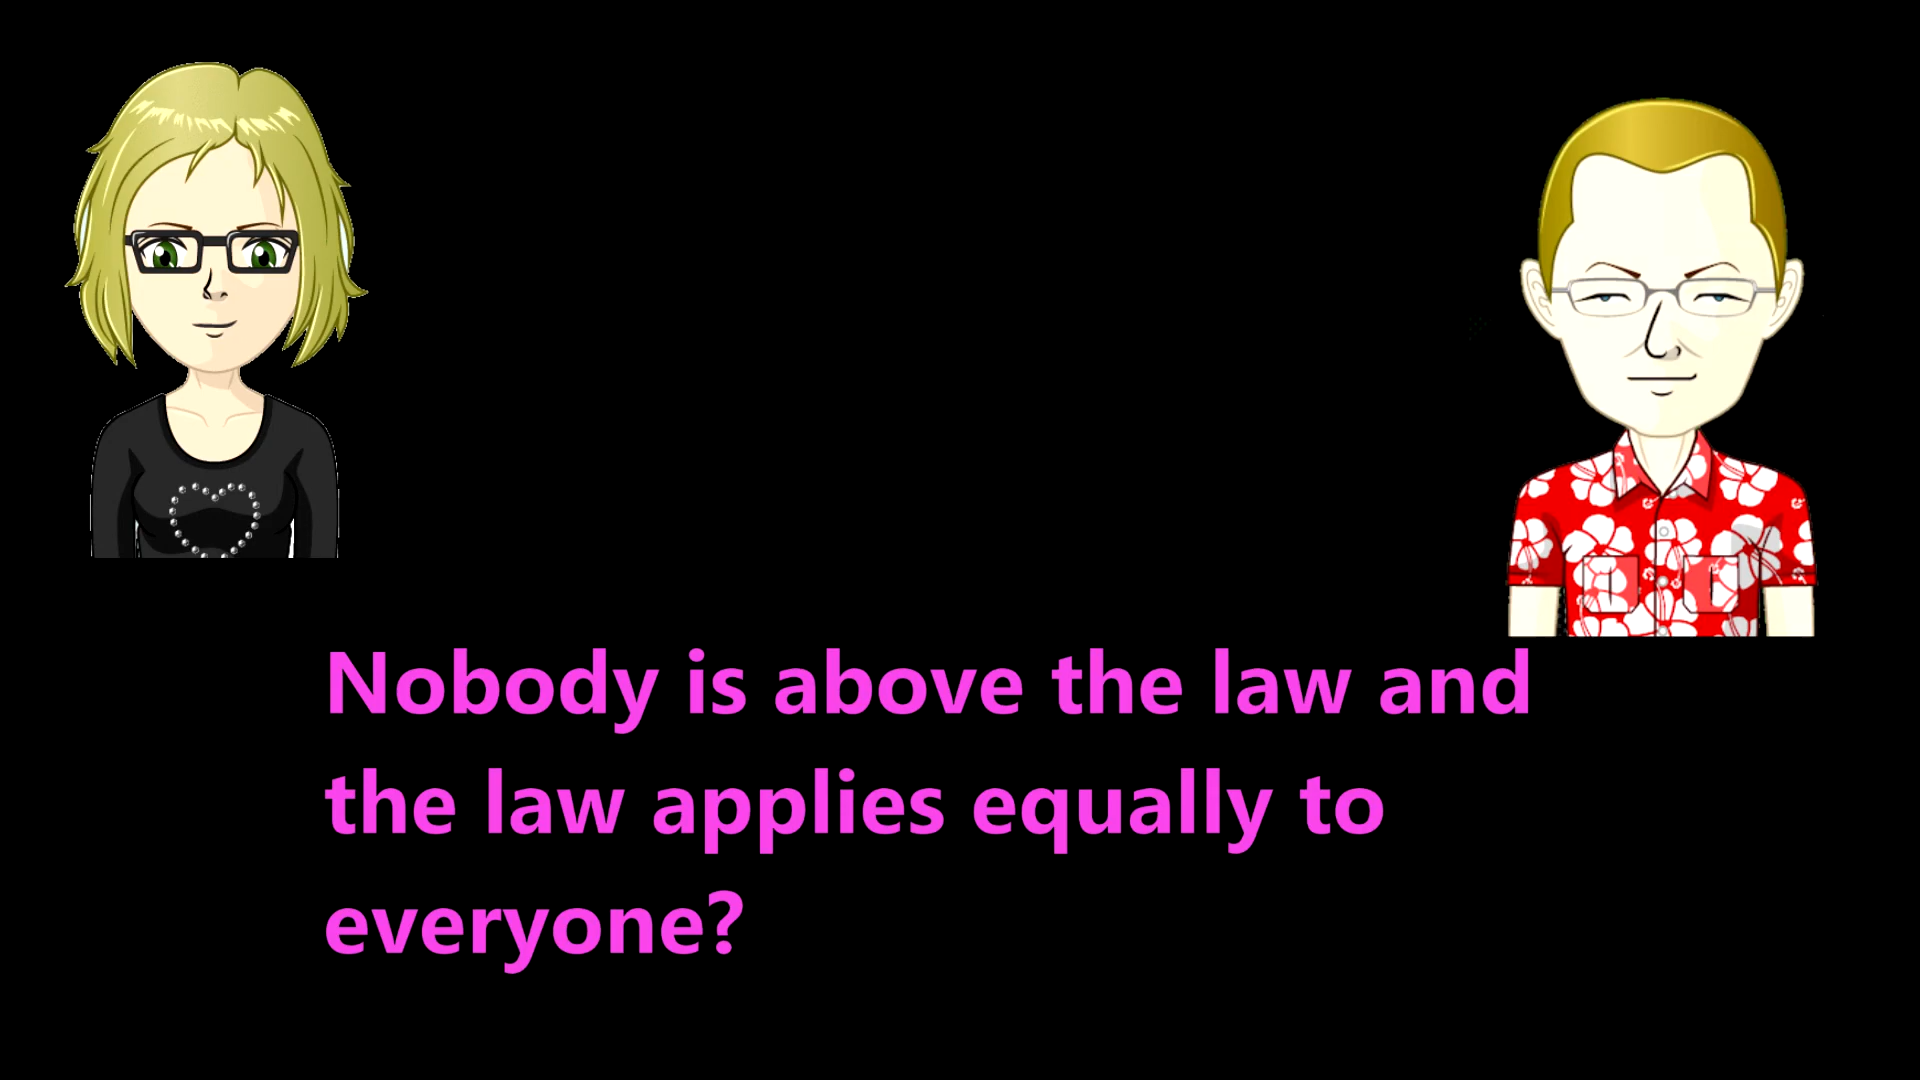 Nobody is above the law and
the law applies equally to
everyone?